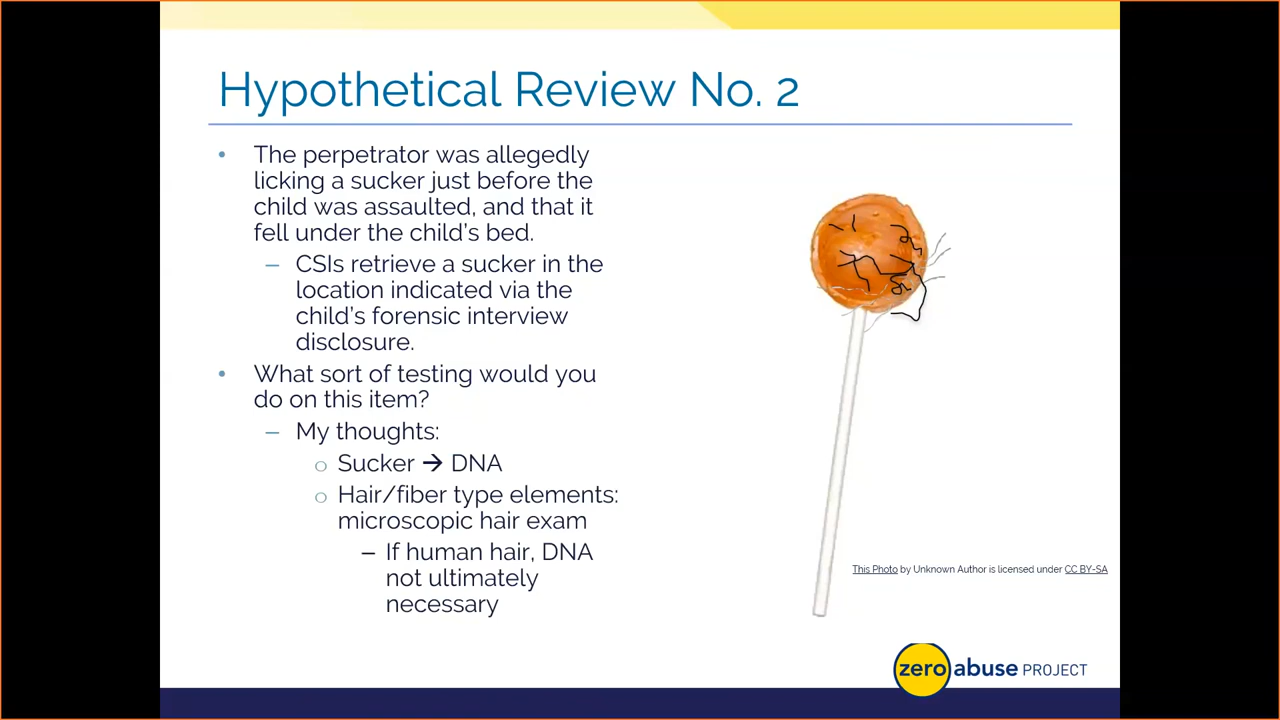 Hypothetical Review No. 2
• The perpetrator was allegedly
licking a sucker just before the
child was assaulted, and that it
fell under the child's bed.
– CSIs retrieve a sucker in the
location indicated via the
child's forensic interview
disclosure.
• What sort of testing would you
do on this item?
– My thoughts:
o Sucker → DNA
o Hair/fiber type elements:
microscopic hair exam
– If human hair, DNA
not ultimately
necessary
This Photo by Unknown Author is licensed under CC BY-SA
zero abuse PROJECT